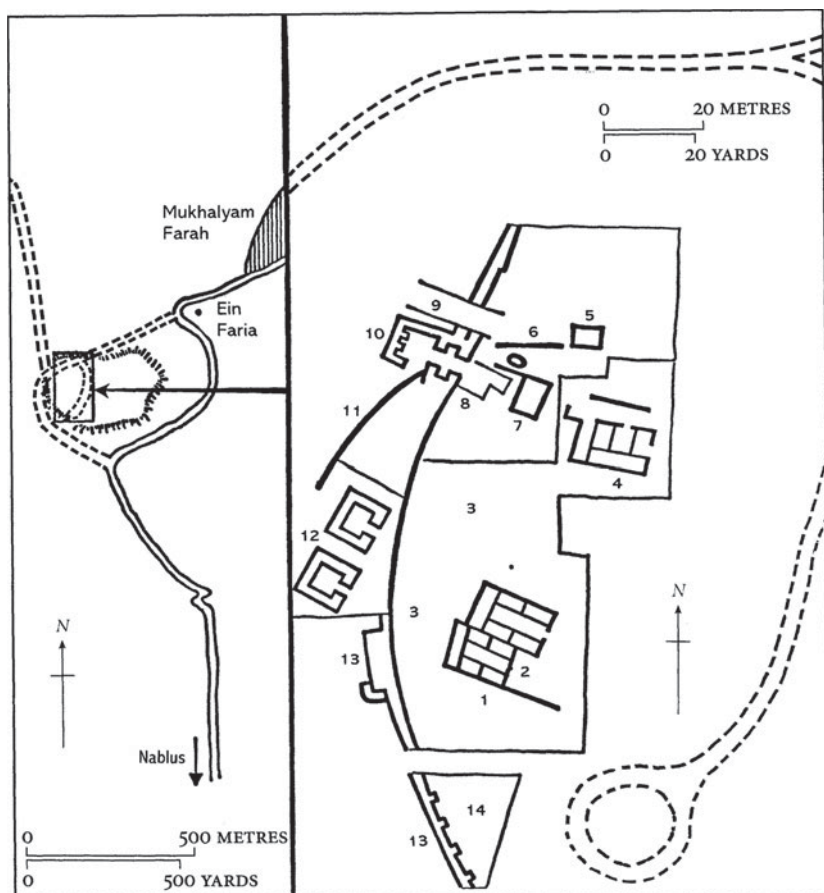 Mukhalyam
Farah
Ein
Faria
N
Nablus
0 500 METRES
0 500 YARDS
0 20 METRES
0 20 YARDS
9
5
6
10
8
7
11
4
3
12
3
13
2
1
N
14
13